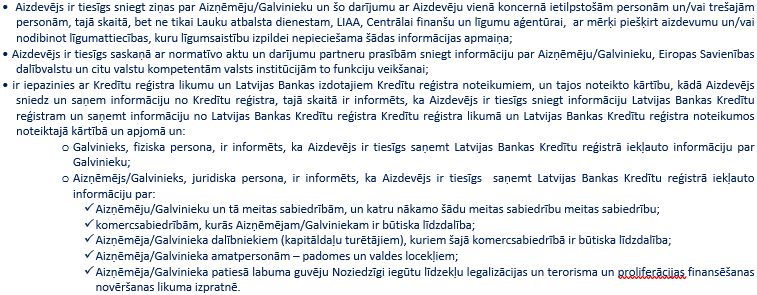 • Aizdevējs ir tiesīgs sniegt ziņas par Aizņēmēju/Galvinieku un šo darījumu ar Aizdevēju vienā koncernā ietilpstošām personām un/vai trešajām
personām, tajā skaitā, bet ne tikai Lauku atbalsta dienestam, LIAA, Centrālai finanšu un līgumu aģentūrai, ar mērķi piešķirt aizdevumu un/vai
nodibinot līgumattiecības, kuru līgumsaistību izpildei nepieciešama šādas informācijas apmaiņa;
• Aizdevējs ir tiesīgs saskaņā ar normatīvo aktu un darījumu partneru prasībām sniegt informāciju par Aizņēmēju/Galvinieku, Eiropas Savienības
dalībvalstu un citu valstu kompetentām valsts institūcijām to funkciju veikšanai;
• ir iepazinies ar Kredītu reģistra likumu un Latvijas Bankas izdotajiem Kredītu reģistra noteikumiem, un tajos noteikto kārtību, kādā Aizdevējs
sniedz un saņem informāciju no Kredītu reģistra, tajā skaitā ir informēts, ka Aizdevējs ir tiesīgs sniegt informāciju Latvijas Bankas Kredītu
reģistram un saņemt informāciju no Latvijas Bankas Kredītu reģistra Kredītu reģistra likumā un Latvijas Bankas Kredītu reģistra noteikumos
noteiktajā kārtībā un apjomā un:
o Galvinieks, fiziska persona, ir informēts, ka Aizdevējs ir tiesīgs saņemt Latvijas Bankas Kredītu reģistrā iekļauto informāciju par
Galvinieku;
o Aizņēmējs/Galvinieks, juridiska persona, ir informēts, ka Aizdevējs ir tiesīgs saņemt Latvijas Bankas Kredītu reģistrā iekļauto
informāciju par:
✓ Aizņēmēju/Galvinieku un tā meitas sabiedrībām, un katru nākamo šādu meitas sabiedrību meitas sabiedrību;
✓ komercsabiedrībām, kurās Aizņēmējam/Galviniekam ir būtiska līdzdalība;
✓ Aizņēmēja/Galvinieka dalībniekiem (kapitāldaļu turētājiem), kuriem šajā komercsabiedrībā ir būtiska līdzdalība;
✓ Aizņēmēja/Galvinieka amatpersonām – padomes un valdes locekļiem;
✓ Aizņēmēja/Galvinieka patiesā labuma guvēju Noziedzīgi iegūtu līdzekļu legalizācijas un terorisma un proliferācijas finansēšanas
novēršanas likuma izpratnē.